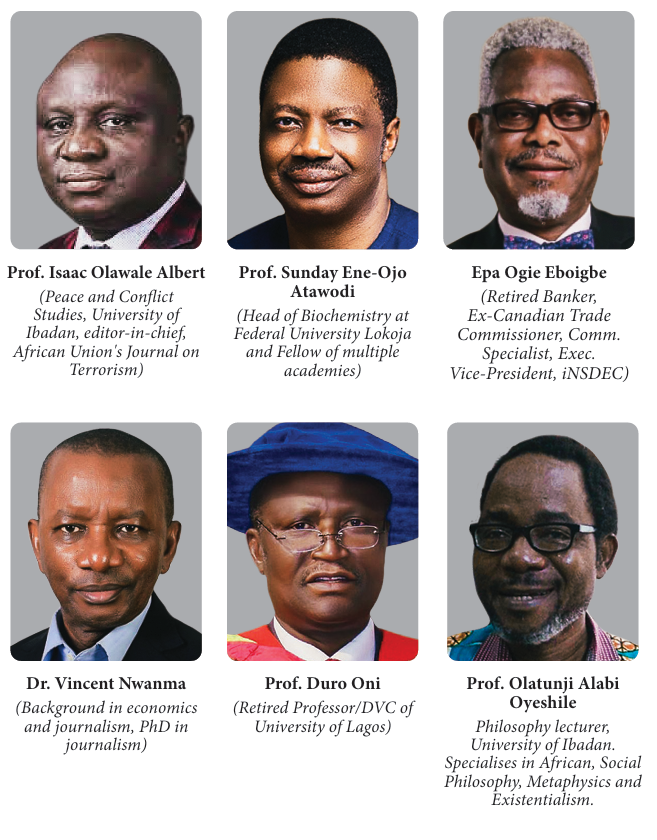 Prof. Isaac Olawale Albert
(Peace and Conflict
Studies, University of
Ibadan, editor-in-chief,
African Union's Journal on
Terrorism)
Prof. Sunday Ene-Ojo
Atawodi
(Head of Biochemistry at
Federal University Lokoja
and Fellow of multiple
academies)
Epa Ogie Eboigbe
(Retired Banker,
Ex-Canadian Trade
Commissioner, Comm.
Specialist, Exec.
Vice-President, iNSDEC)
Dr. Vincent Nwanma
(Background in economics
and journalism, PhD in
journalism)
Prof. Duro Oni
(Retired Professor/DVC of
University of Lagos)
Prof. Olatunji Alabi
Oyeshile
Philosophy lecturer,
University of Ibadan.
Specialises in African, Social
Philosophy, Metaphysics and
Existentialism.